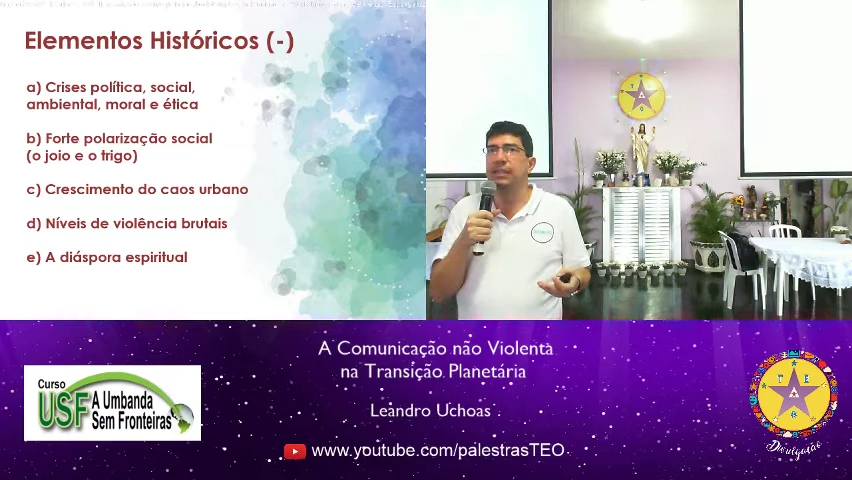 Elementos Históricos (-)
a) Crises política, social,
ambiental, moral e ética
b) Forte polarização social
(o joio e o trigo)
c) Crescimento do caos urbano
d) Níveis de violência brutais
e) A diáspora espiritual
A Comunicação não Violenta
na Transição Planetária
Leandro Uchoas
www.youtube.com/palestrasTEO
Curso
USF A Umbanda
Sem Fronteiras
T E
Divulguião